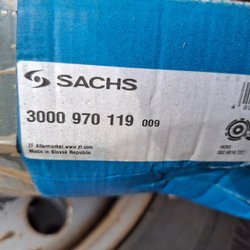 SACHS
3000 970 119 009
ZF Aftermarket www.zf.com
Made in Slovak Republic